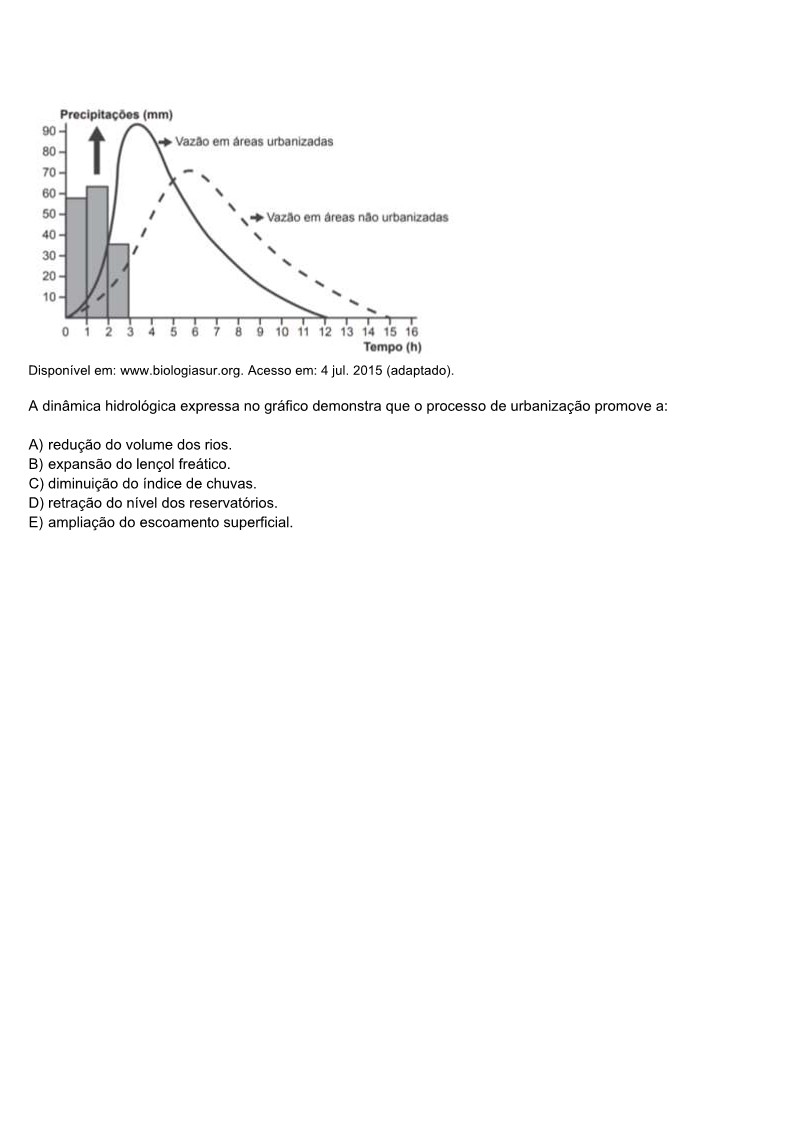 Precipitações (mm)
90
80
70
60
50
40
30
20
10
Vazão em áreas urbanizadas
Vazão em áreas não urbanizadas
0 1 2 3 4 5 6 7 8 9 10 11 12 13 14 15 16
Tempo (h)
Disponível em: www.biologiasur.org. Acesso em: 4 jul. 2015 (adaptado).
A dinâmica hidrológica expressa no gráfico demonstra que o processo de urbanização promove a:
A) redução do volume dos rios.
B) expansão do lençol freático.
C) diminuição do índice de chuvas.
D) retração do nível dos reservatórios.
E) ampliação do escoamento superficial.